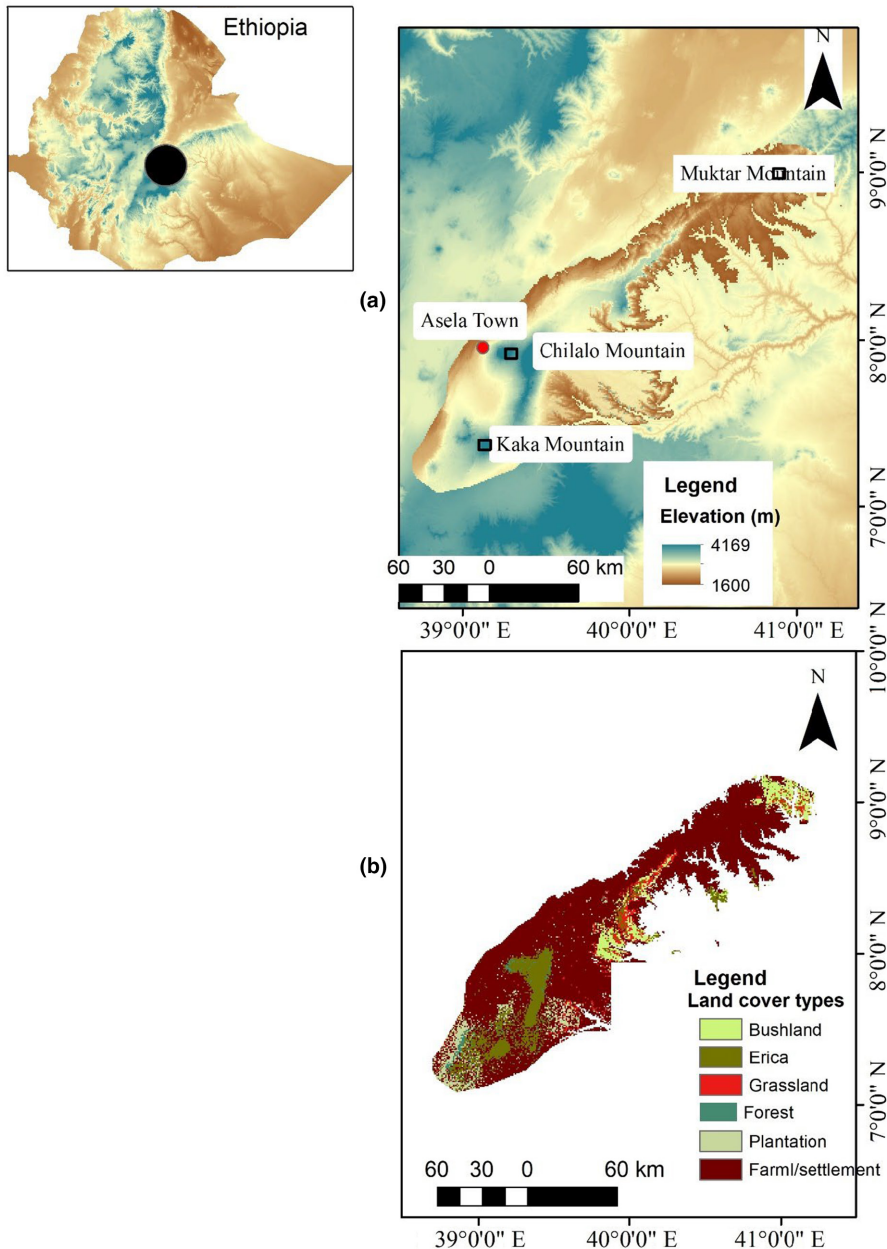 Ethiopia
(a)
N
Muktar Mountain
Asela Town
Chilalo Mountain
Kaka Mountain
Legend
Elevation (m)
4169
1600
60 30 0 60 km
9°0'0" N
8°0'0" N
7°0'0" N
39°0'0" E 40°0'0" E 41°0'0" E
(b)
N
10°0'0" N
9°0'0" N
8°0'0" N
7°0'0" N
Legend
Land cover types
Bushland
Erica
Grassland
Forest
Plantation
Farml/settlement
60 30 0 60 km
39°0'0" E 40°0'0" E 41°0'0" E